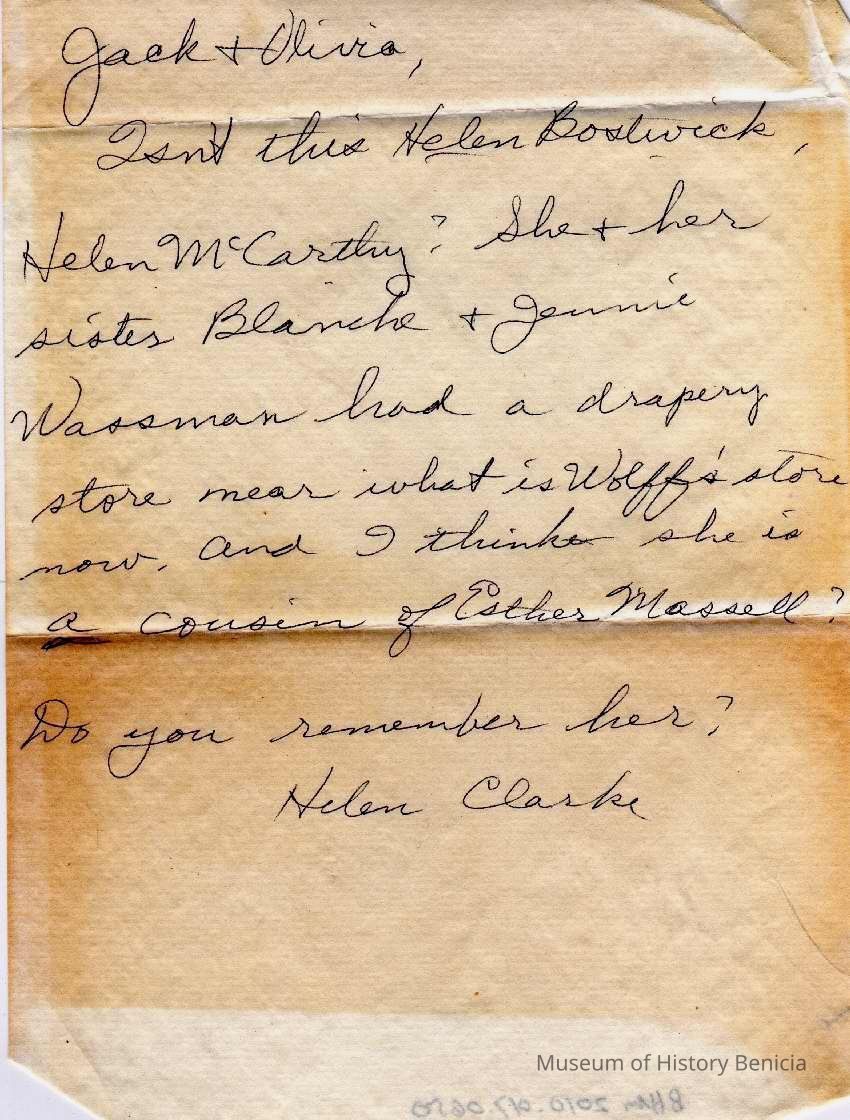 Jack + Olivia,
Isn't this Helen Bostwick,
Helen McCarthy? She + her
sister Blanche + Jennie
Wassman had a drapery
store near what is Wolff's store
now. And I think she is
a cousin of Esther Massell?
Do you remember her?
Helen Clarke
Museum of History Benicia